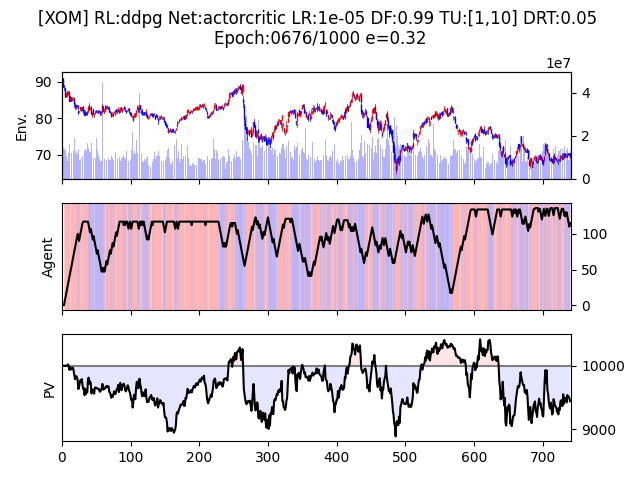 [XOM] RL:ddpg Net:actorcritic LR:1e-05 DF:0.99 TU:[1,10] DRT:0.05
Epoch:0676/1000 e=0.32
1e7
90
80
70
Env.
4
2
0
Agent
100
50
0
PV
10000
9000
0 100 200 300 400 500 600 700